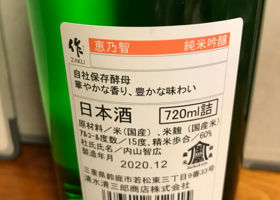 作
ZAKU
恵乃智
純米吟醸
自社保存酵母
華やかな香り、豊かな味わい
日本酒 720ml詰
原材料/米(国産)、米麹(国産米)
アルコール度数/15度、精米歩合/60%
杜氏氏名/内山智広
製造年月
2020.12
三重県鈴鹿市若松東三丁目9番33号
清水清三郎商店株式会社